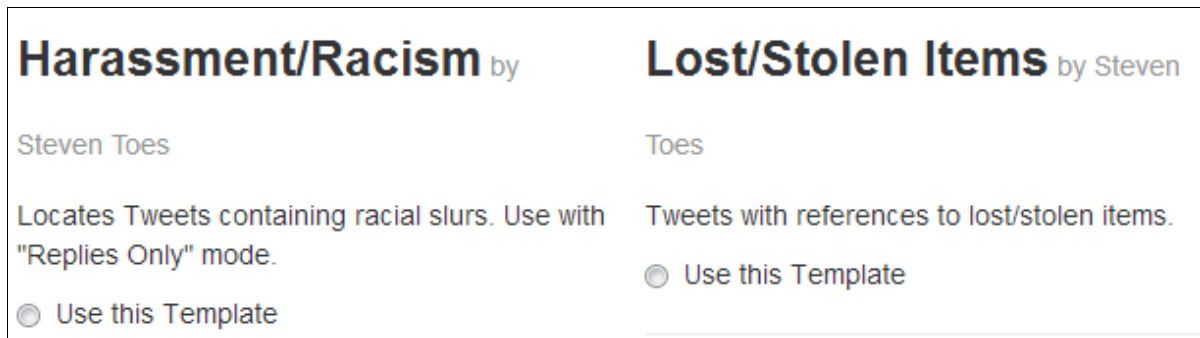 Harassment/Racism by
Steven Toes
Locates Tweets containing racial slurs. Use with
"Replies Only" mode.
Use this Template
Lost/Stolen Items by Steven
Toes
Tweets with references to lost/stolen items.
Use this Template